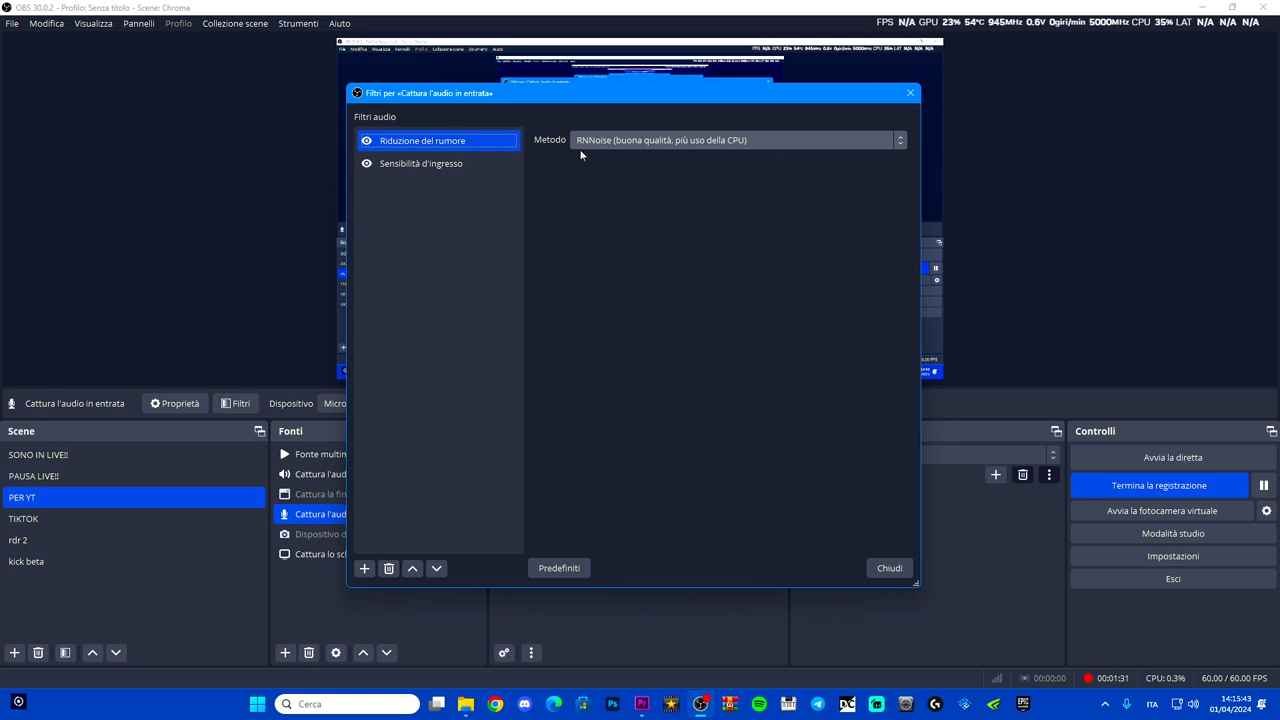 OBS 30.0.2 - Profilo: Senza titolo - Scene: Chroma
File Modifica Visualizza Pannelli Profilo Collezione scene Strumenti Aiuto
FPS N/A GPU 23% 54°C 945MHz 0.6V 0giri/min 5000MHz CPU 35% LAT N/A N/A N/A
Filtri per «Cattura l'audio in entrata»
Filtri audio
Riduzione del rumore
Metodo RNNoise (buona qualità, più uso della CPU)
Sensibilità d'ingresso
Predefiniti
Chiudi
Cattura l'audio in entrata Proprietà Filtri Dispositivo Micro
Scene
SONO IN LIVE!!
PAUSA LIVE!!
PER YT
TIKTOK
rdr 2
kick beta
Fonti
Fonte multim
Cattura l'aud
Cattura la fin
Cattura l'aud
Dispositivo d
Cattura lo scl
Controlli
Avvia la diretta
Termina la registrazione
Avvia la fotocamera virtuale
Modalità studio
Impostazioni
Esci
00:00:00 00:01:31 CPU: 1.3% 60.00 / 60.00 FPS
Cerca
ITA
01:15:43
01/04/2024